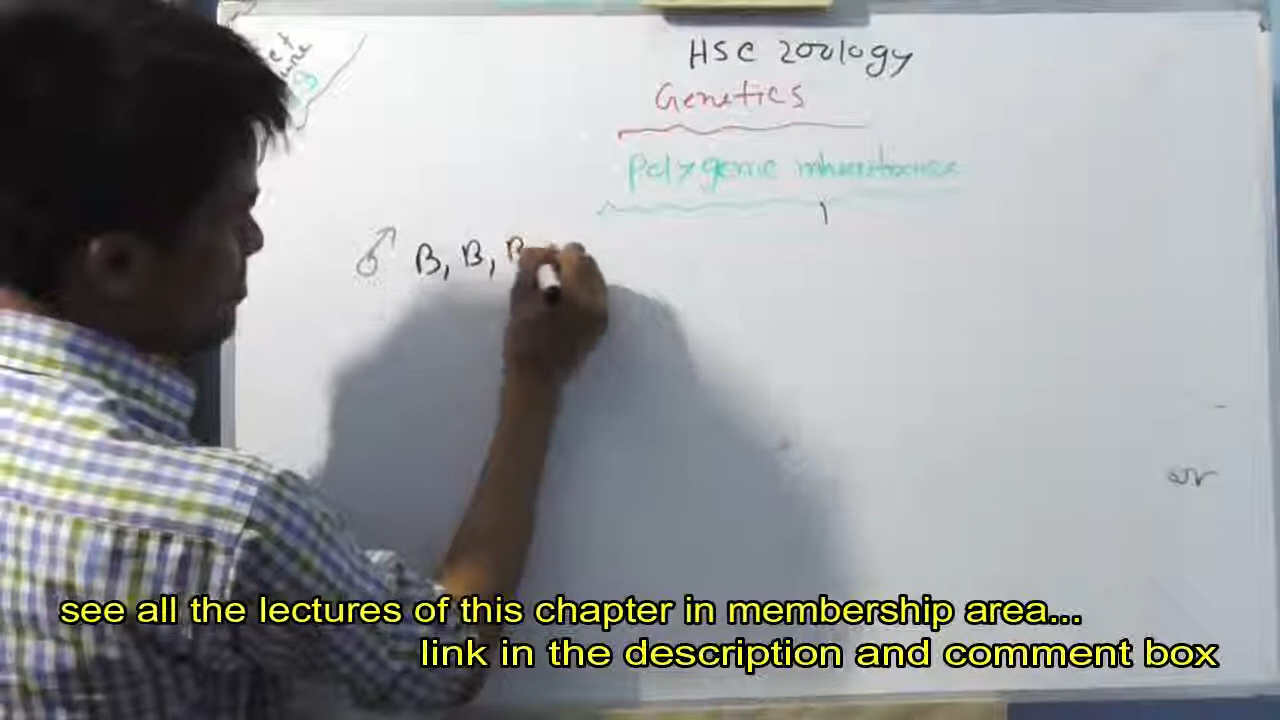 HSC Zoology
Genetics
Polygenic inheritance
♂ B, B, B
see all the lectures of this chapter in membership area...
link in the description and comment box